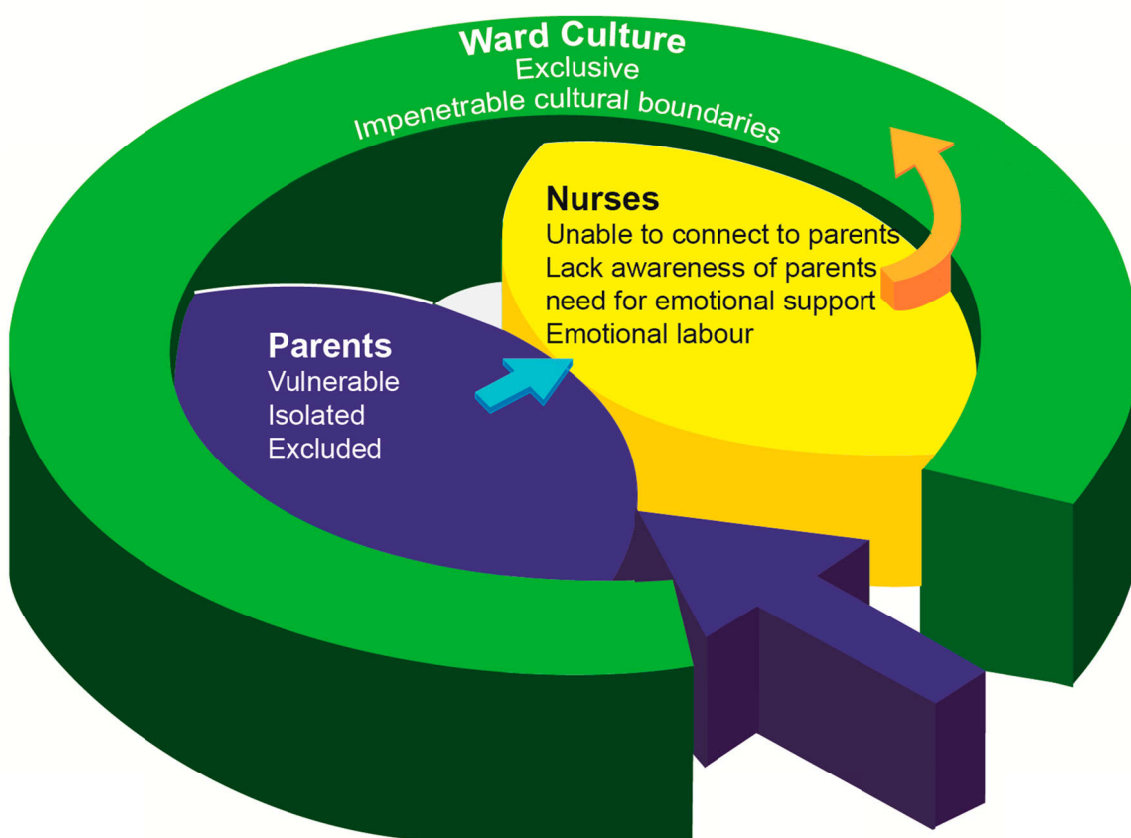 Ward Culture
Exclusive
Impenetrable cultural boundaries
Nurses
Unable to connect to parents
Lack awareness of parents
need for emotional support
Emotional labour
Parents
Vulnerable
Isolated
Excluded